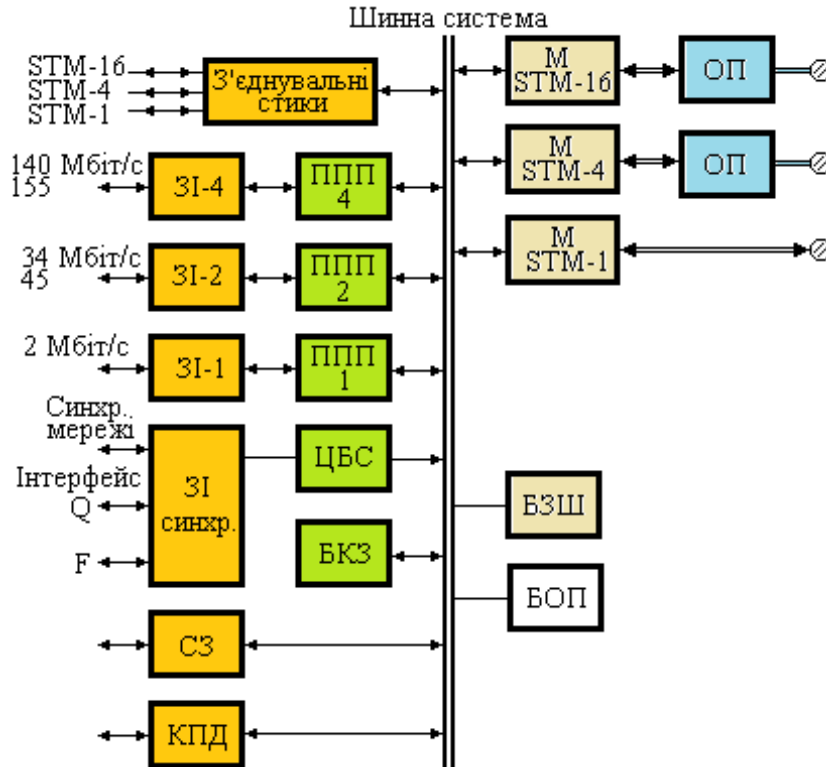 Шинна система
STM-16
STM-4
STM-1
З'єднувальні
стики
М
STM-16
ОП
140 Мбіт/с
155
ЗІ-4
ППП
4
М
STM-4
ОП
34 Мбіт/с
45
ЗІ-2
ППП
2
М
STM-1
2 Мбіт/с
ЗІ-1
ППП
1
Синхр.,
мережі
Інтерфейс
Q
F
ЗІ
синхр.
ЦБС
БКЗ
БЗШ
БОП
СЗ
КПД